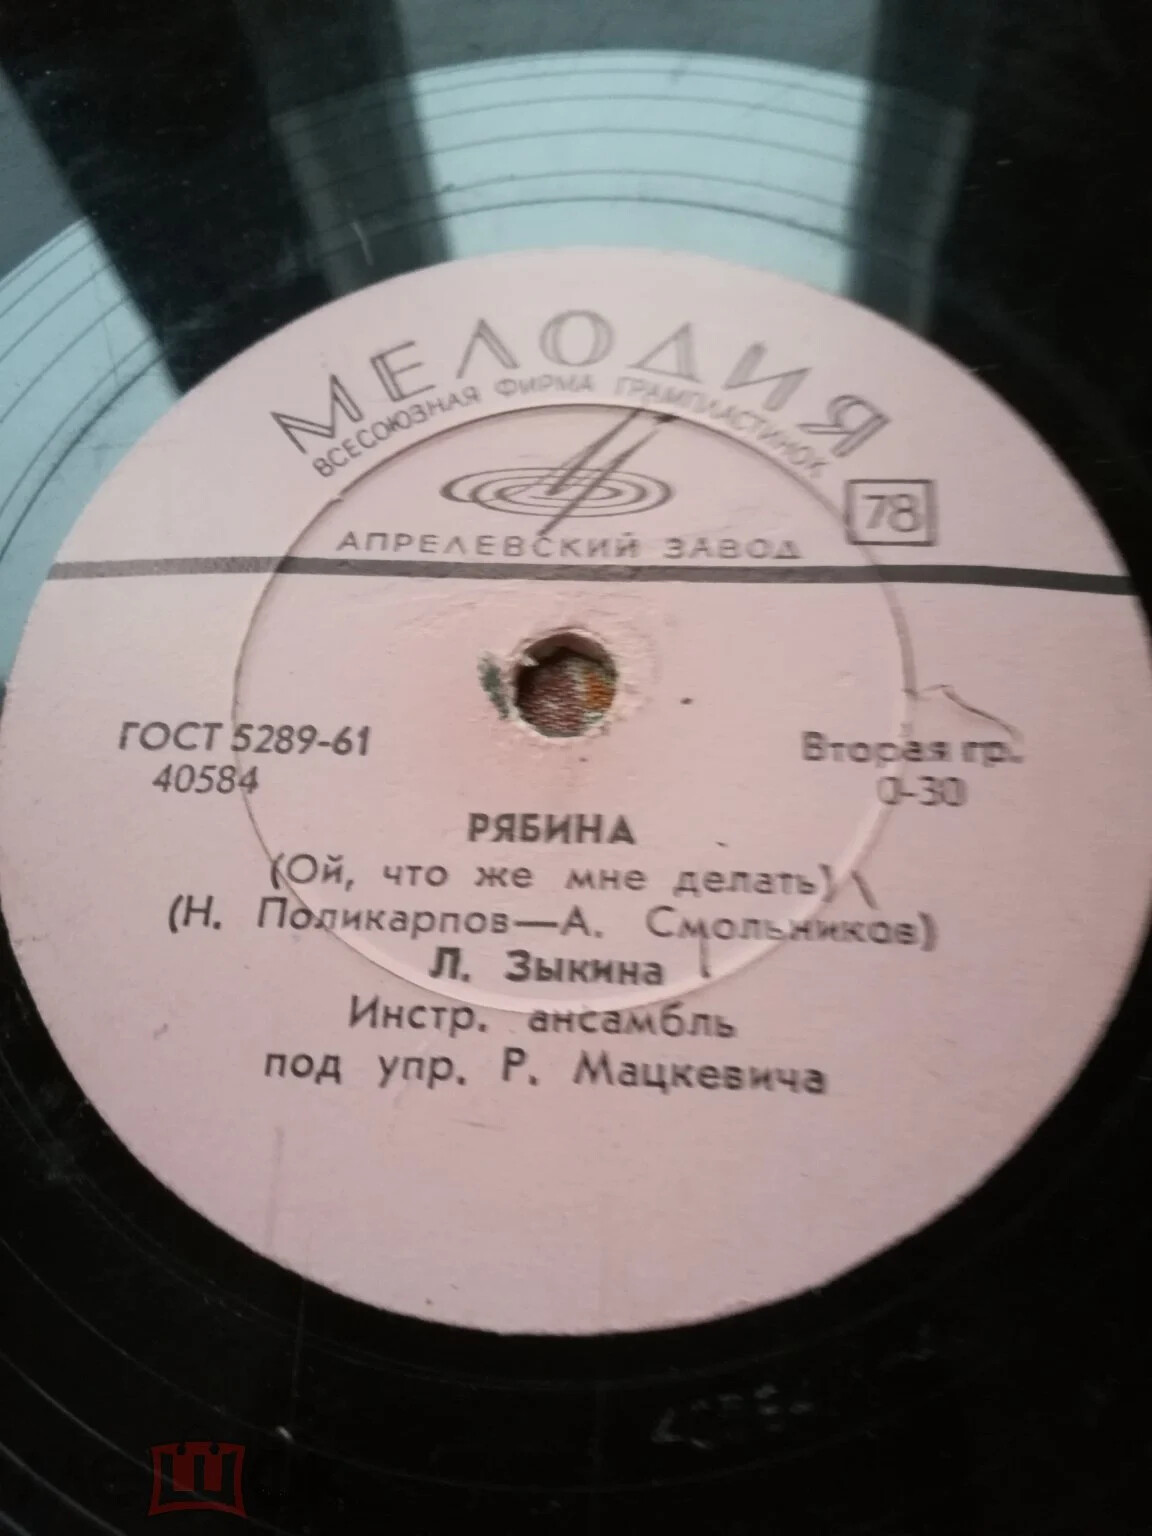 МЕЛОДИЯ
ВСЕСОЮЗНАЯ ФИРМА ГРАМПЛАСТИНОК
78
АПРЕЛЕВСКИЙ ЗАВОД
ГОСТ 5289-61
40584
Вторая гр.
0-30
РЯБИНА
(Ой, что же мне делать)
(Н. Поликарпов—А. Смольников)
Л. Зыкина
Инстр. ансамбль
под упр. Р. Мацкевича